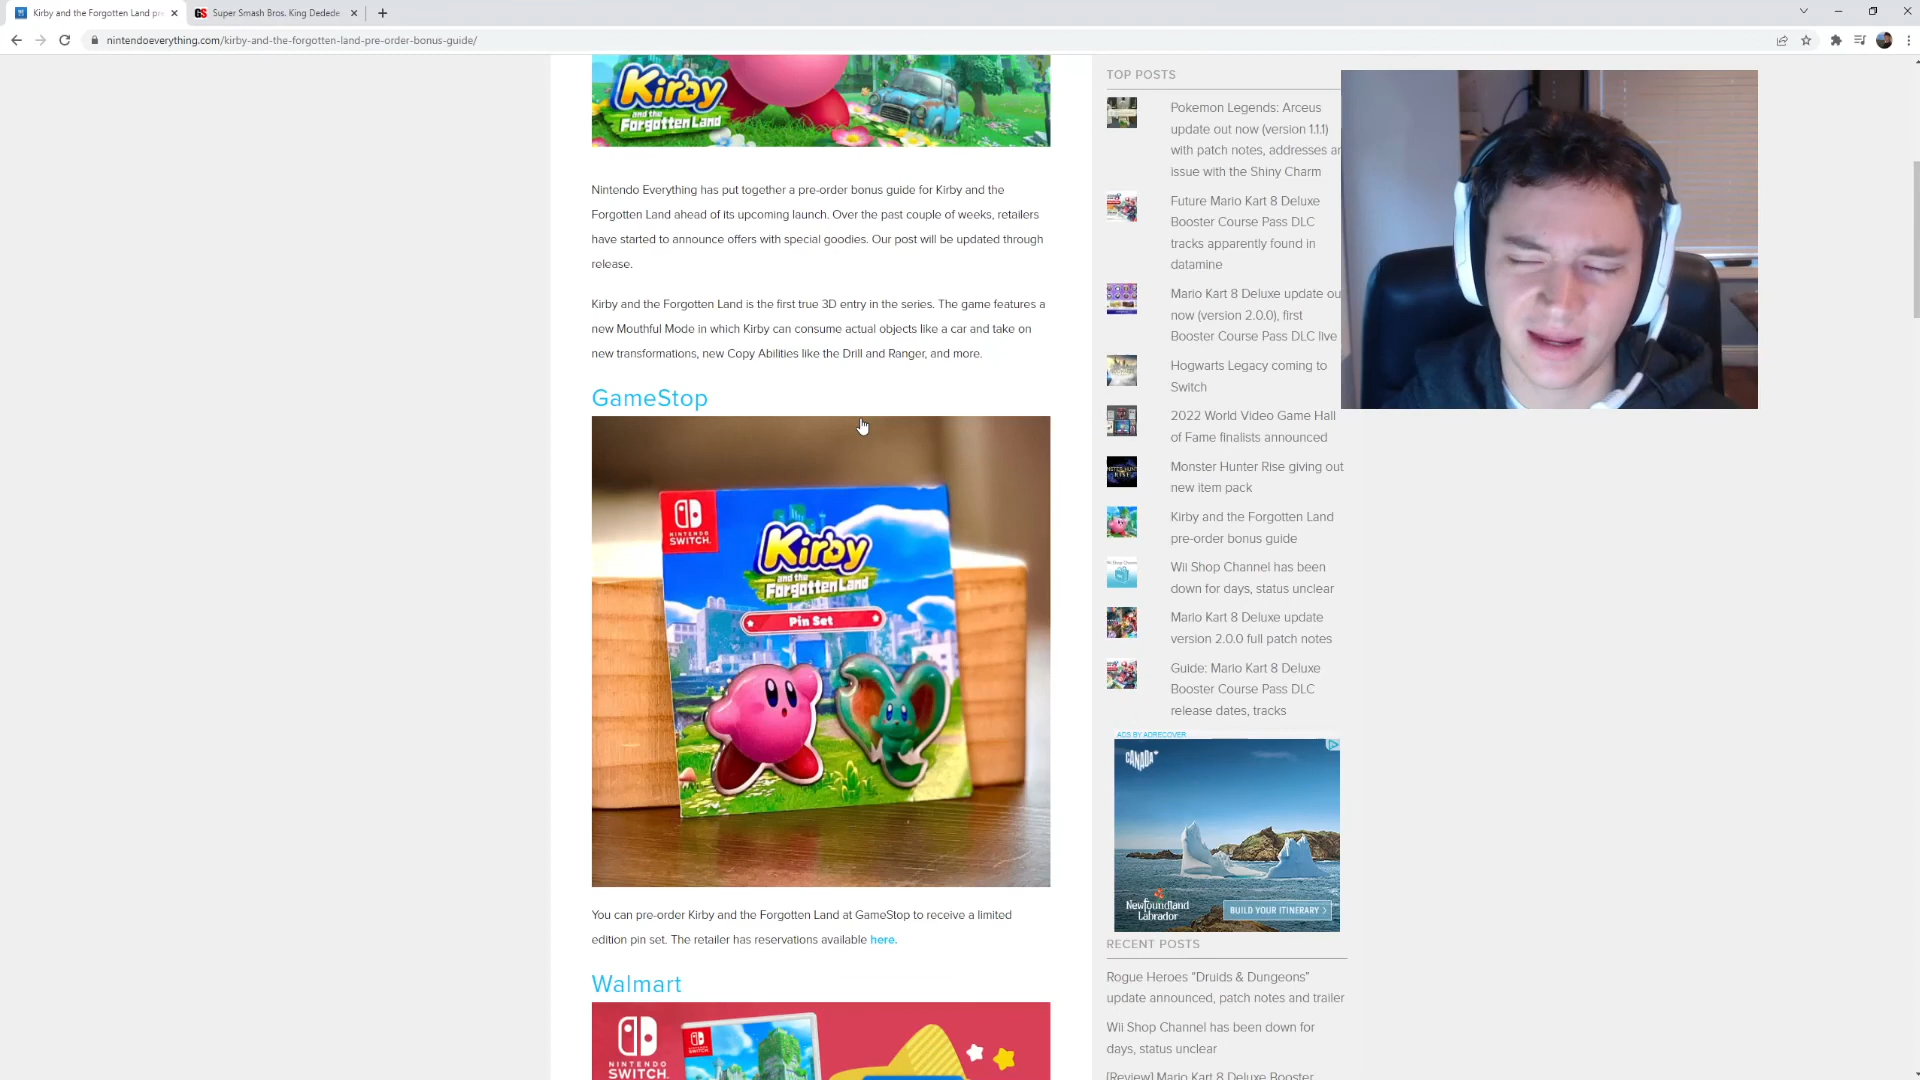 Kirby and the Forgotten Land pre
GS Super Smash Bros. King Dedede
nintendoeverything.com/kirby-and-the-forgotten-land-pre-order-bonus-guide/
Kirby
and the
Forgotten Land
Nintendo Everything has put together a pre-order bonus guide for Kirby and the
Forgotten Land ahead of its upcoming launch. Over the past couple of weeks, retailers
have started to announce offers with special goodies. Our post will be updated through
release.
Kirby and the Forgotten Land is the first true 3D entry in the series. The game features a
new Mouthful Mode in which Kirby can consume actual objects like a car and take on
new transformations, new Copy Abilities like the Drill and Ranger, and more.
GameStop
NINTENDO
SWITCH.
Kirby
and the
Forgotten Land
Pin Set
You can pre-order Kirby and the Forgotten Land at GameStop to receive a limited
edition pin set. The retailer has reservations available here.
Walmart
NINTENDO
SWITCH.
TOP POSTS
Pokemon Legends: Arceus
update out now (version 1.1.1)
with patch notes, addresses an
issue with the Shiny Charm
Future Mario Kart 8 Deluxe
Booster Course Pass DLC
tracks apparently found in
datamine
Mario Kart 8 Deluxe update ou
now (version 2.0.0), first
Booster Course Pass DLC live
Hogwarts Legacy coming to
Switch
2022 World Video Game Hall
of Fame finalists announced
Monster Hunter Rise giving out
new item pack
Kirby and the Forgotten Land
pre-order bonus guide
Wii Shop Channel has been
down for days, status unclear
Mario Kart 8 Deluxe update
version 2.0.0 full patch notes
Guide: Mario Kart 8 Deluxe
Booster Course Pass DLC
release dates, tracks
ADS BY ADRECOVER
CANADA
Newfoundland
Labrador
BUILD YOUR ITINERARY >
RECENT POSTS
Rogue Heroes "Druids & Dungeons"
update announced, patch notes and trailer
Wii Shop Channel has been down for
days, status unclear
[Review] Mario Kart 8 Deluxe Booster